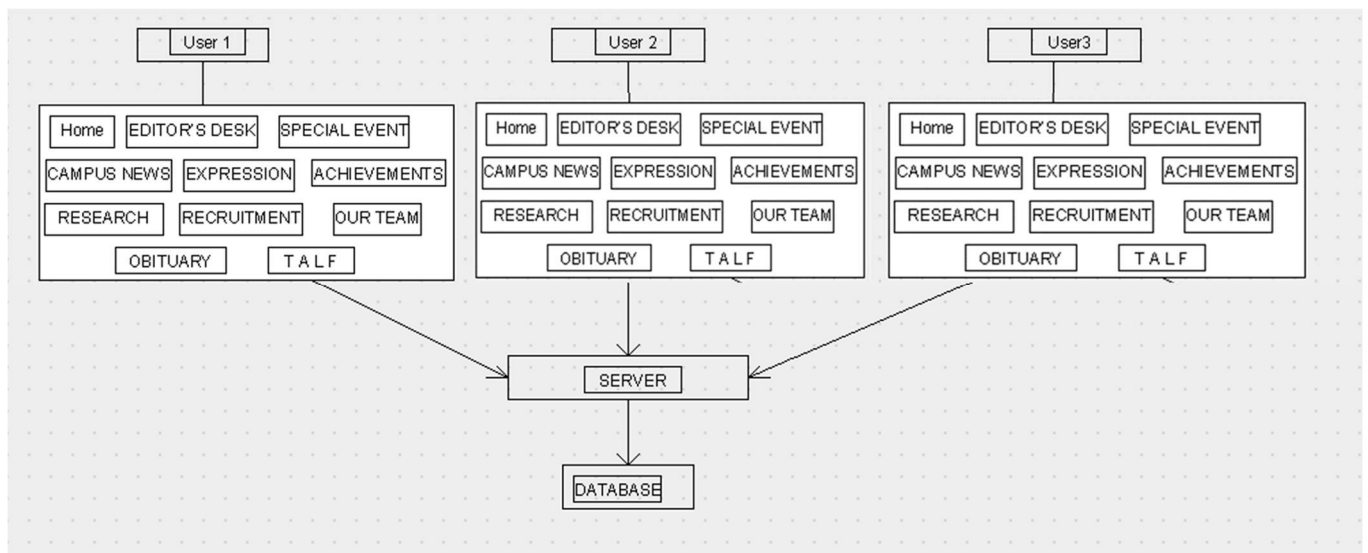 User 1
User 2
User3
Home EDITOR'S DESK SPECIAL EVENT
CAMPUS NEWS EXPRESSION ACHIEVEMENTS
RESEARCH RECRUITMENT OUR TEAM
OBITUARY T A L F
Home EDITOR'S DESK SPECIAL EVENT
CAMPUS NEWS EXPRESSION ACHIEVEMENTS
RESEARCH RECRUITMENT OUR TEAM
OBITUARY T A L F
Home EDITOR'S DESK SPECIAL EVENT
CAMPUS NEWS EXPRESSION ACHIEVEMENTS
RESEARCH RECRUITMENT OUR TEAM
OBITUARY T A L F
SERVER
DATABASE